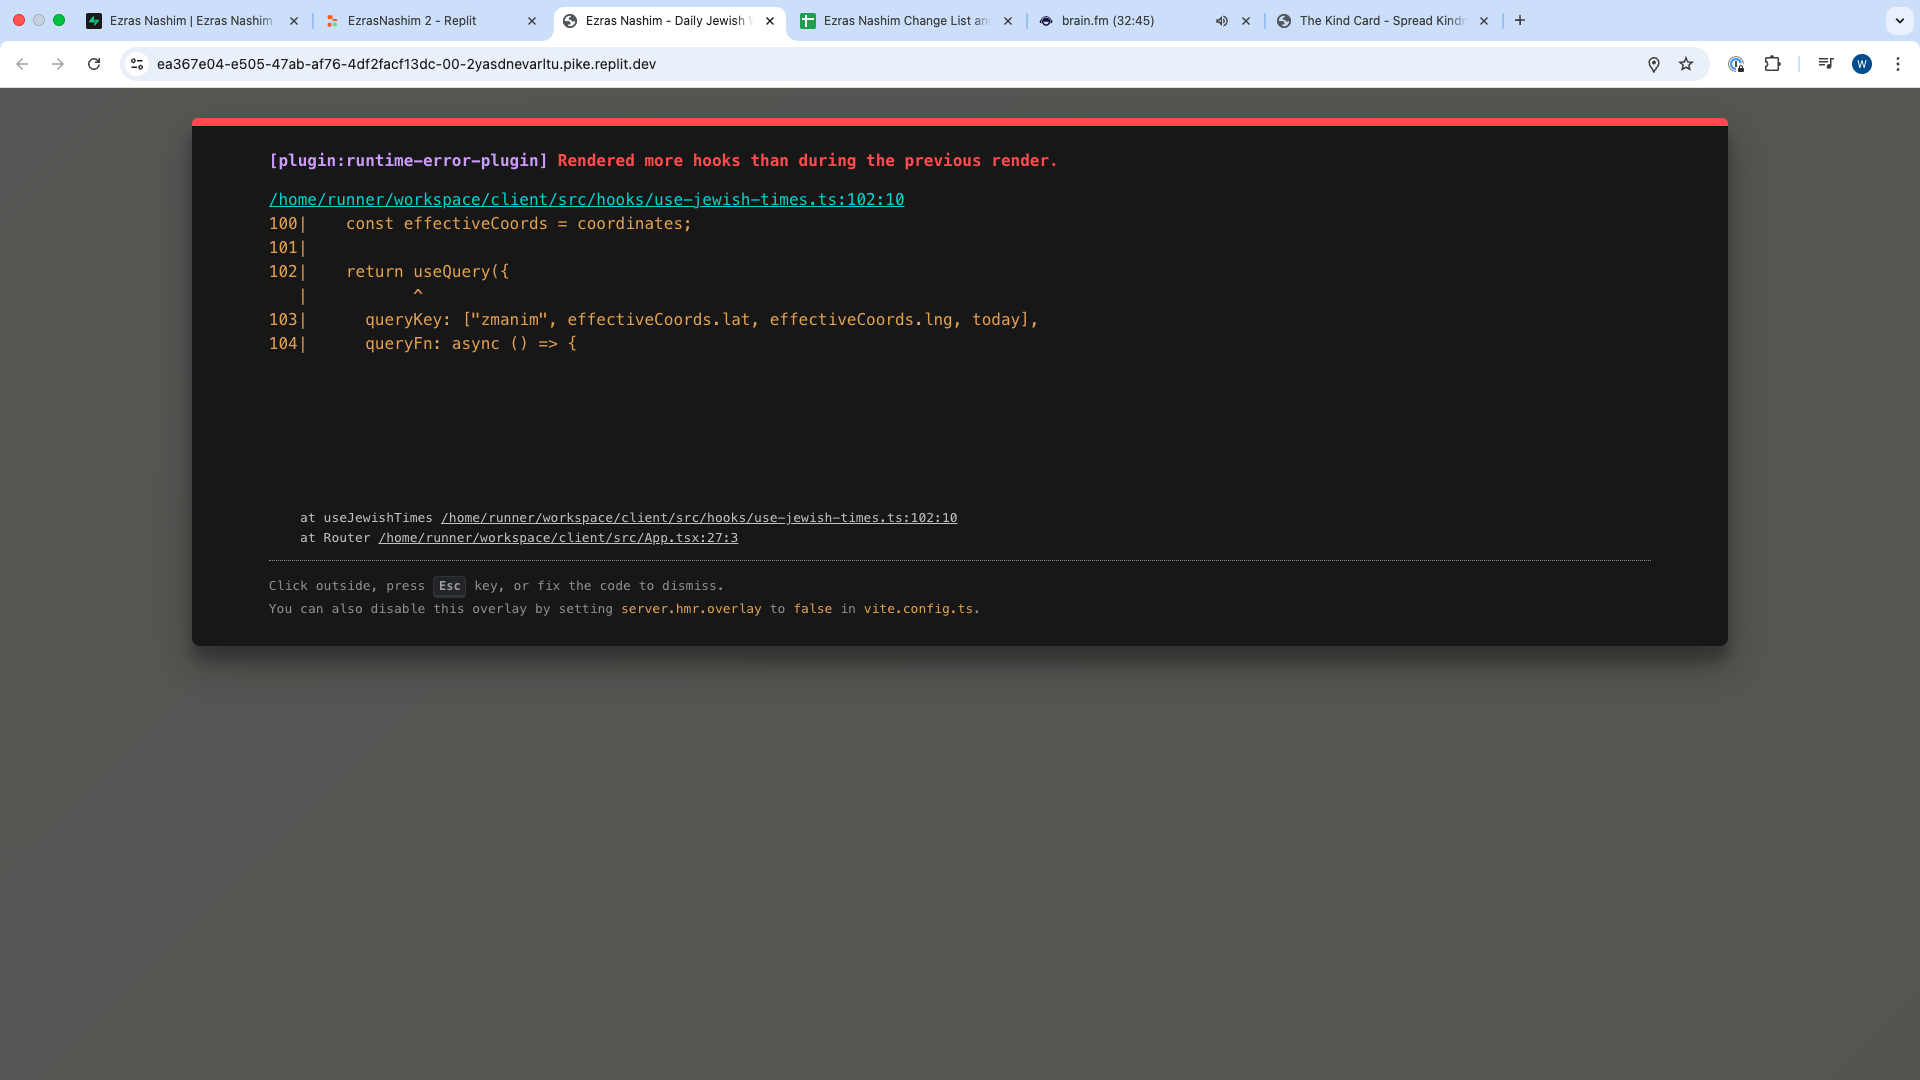 Ezras Nashim | Ezras Nashim
EzrasNashim 2 - Replit
Ezras Nashim - Daily Jewish
Ezras Nashim Change List an
brain.fm (32:45)
The Kind Card - Spread Kind
ea367e04-e505-47ab-af76-4df2facf13dc-00-2yasdnevarltu.pike.replit.dev
W
[plugin:runtime-error-plugin] Rendered more hooks than during the previous render.
/home/runner/workspace/client/src/hooks/use-jewish-times.ts:102:10
100|    const effectiveCoords = coordinates;
101|
102|    return useQuery({
   |           ^
103|      queryKey: ["zmanim", effectiveCoords.lat, effectiveCoords.lng, today],
104|      queryFn: async () => {
at useJewishTimes /home/runner/workspace/client/src/hooks/use-jewish-times.ts:102:10
at Router /home/runner/workspace/client/src/App.tsx:27:3
Click outside, press Esc key, or fix the code to dismiss.
You can also disable this overlay by setting server.hmr.overlay to false in vite.config.ts.